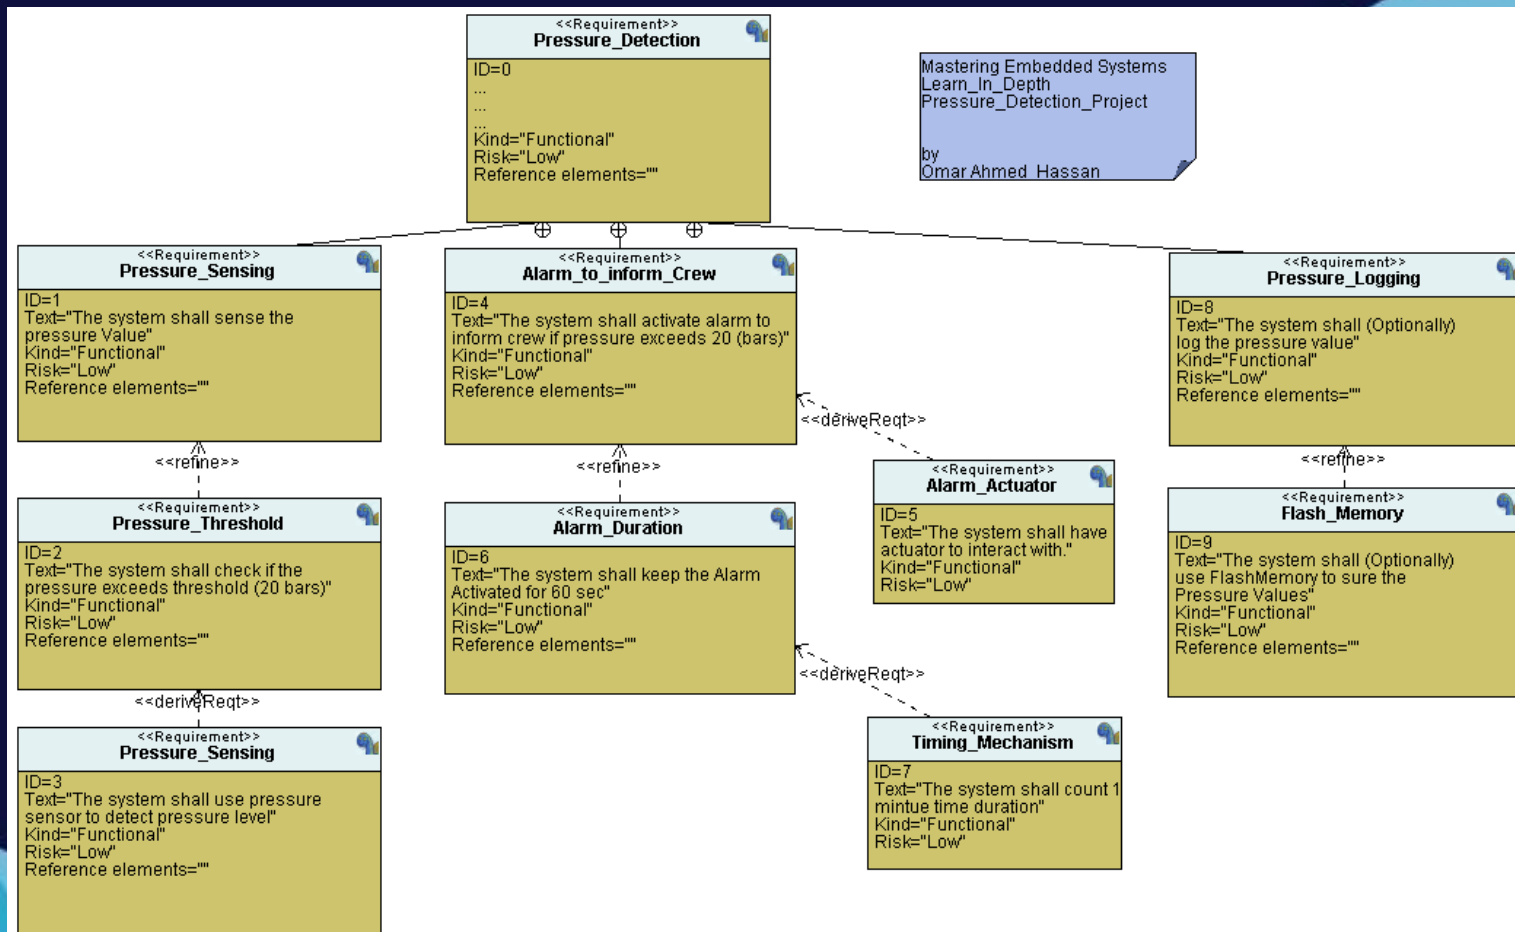 <<Requirement>>
Pressure_Detection
ID=0
...
...
...
Kind="Functional"
Risk="Low"
Reference elements=""
Mastering Embedded Systems
Learn_In_Depth
Pressure_Detection_Project
by
Omar Ahmed Hassan
<<Requirement>>
Pressure_Sensing
ID=1
Text="The system shall sense the
pressure Value"
Kind="Functional"
Risk="Low"
Reference elements=""
<<Requirement>>
Alarm_to_inform_Crew
ID=4
Text="The system shall activate alarm to
inform crew if pressure exceeds 20 (bars)"
Kind="Functional"
Risk="Low"
Reference elements=""
<<Requirement>>
Pressure_Logging
ID=8
Text="The system shall (Optionally)
log the pressure value"
Kind="Functional"
Risk="Low"
Reference elements=""
<<refine>>
<<refine>>
<<deriveReqt>>
<<refine>>
<<Requirement>>
Pressure_Threshold
ID=2
Text="The system shall check if the
pressure exceeds threshold (20 bars)"
Kind="Functional"
Risk="Low"
Reference elements=""
<<Requirement>>
Alarm_Duration
ID=6
Text="The system shall keep the Alarm
Activated for 60 sec"
Kind="Functional"
Risk="Low"
Reference elements=""
<<Requirement>>
Alarm_Actuator
ID=5
Text="The system shall have
actuator to interact with."
Kind="Functional"
Risk="Low"
<<Requirement>>
Flash_Memory
ID=9
Text="The system shall (Optionally)
use FlashMemory to sure the
Pressure Values"
Kind="Functional"
Risk="Low"
Reference elements=""
<<deriveReqt>>
<<deriveReqt>>
<<Requirement>>
Pressure_Sensing
ID=3
Text="The system shall use pressure
sensor to detect pressure level"
Kind="Functional"
Risk="Low"
Reference elements=""
<<Requirement>>
Timing_Mechanism
ID=7
Text="The system shall count 1
mintue time duration"
Kind="Functional"
Risk="Low"